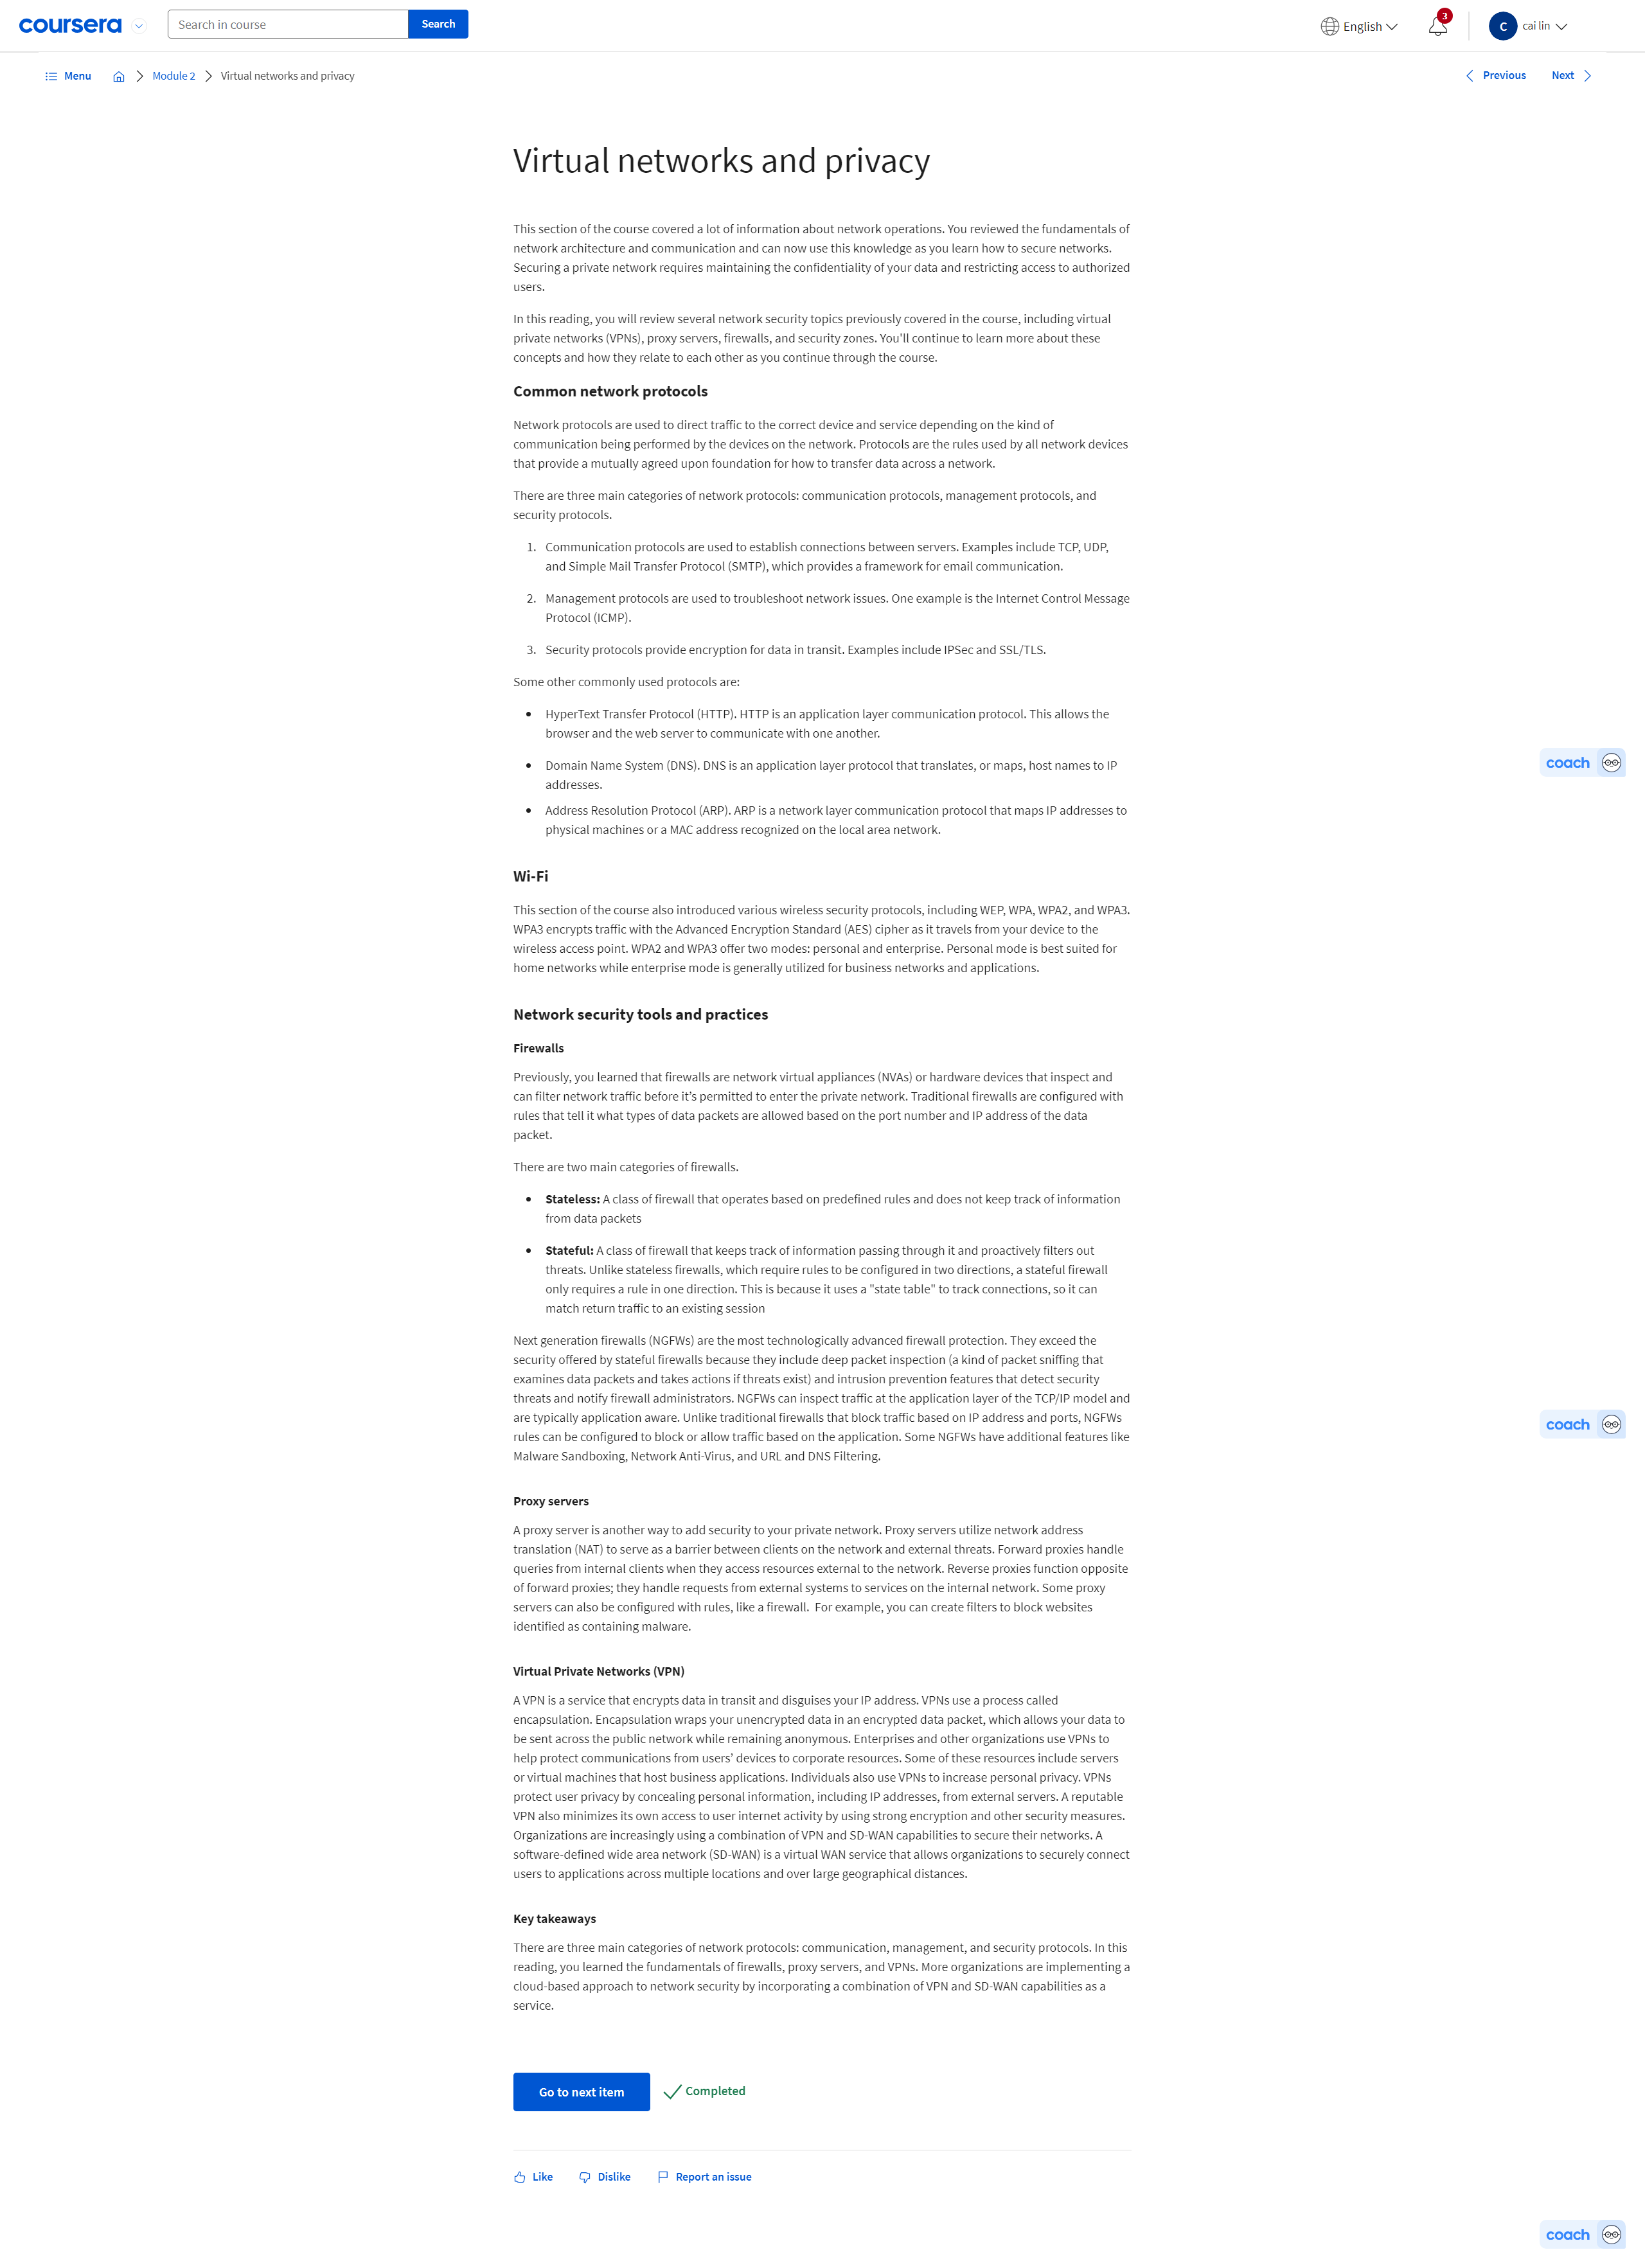 coursera
Search in course
Search
English
3
C
cai lin
Menu
Module 2
Virtual networks and privacy
Previous
Next
Virtual networks and privacy
This section of the course covered a lot of information about network operations. You reviewed the fundamentals of
network architecture and communication and can now use this knowledge as you learn how to secure networks.
Securing a private network requires maintaining the confidentiality of your data and restricting access to authorized
users.
In this reading, you will review several network security topics previously covered in the course, including virtual
private networks (VPNs), proxy servers, firewalls, and security zones. You'll continue to learn more about these
concepts and how they relate to each other as you continue through the course.
Common network protocols
Network protocols are used to direct traffic to the correct device and service depending on the kind of
communication being performed by the devices on the network. Protocols are the rules used by all network devices
that provide a mutually agreed upon foundation for how to transfer data across a network.
There are three main categories of network protocols: communication protocols, management protocols, and
security protocols.
1. Communication protocols are used to establish connections between servers. Examples include TCP, UDP,
and Simple Mail Transfer Protocol (SMTP), which provides a framework for email communication.
2. Management protocols are used to troubleshoot network issues. One example is the Internet Control Message
Protocol (ICMP).
3. Security protocols provide encryption for data in transit. Examples include IPSec and SSL/TLS.
Some other commonly used protocols are:
• HyperText Transfer Protocol (HTTP). HTTP is an application layer communication protocol. This allows the
browser and the web server to communicate with one another.
• Domain Name System (DNS). DNS is an application layer protocol that translates, or maps, host names to IP
addresses.
• Address Resolution Protocol (ARP). ARP is a network layer communication protocol that maps IP addresses to
physical machines or a MAC address recognized on the local area network.
coach
Wi-Fi
This section of the course also introduced various wireless security protocols, including WEP, WPA, WPA2, and WPA3.
WPA3 encrypts traffic with the Advanced Encryption Standard (AES) cipher as it travels from your device to the
wireless access point. WPA2 and WPA3 offer two modes: personal and enterprise. Personal mode is best suited for
home networks while enterprise mode is generally utilized for business networks and applications.
Network security tools and practices
Firewalls
Previously, you learned that firewalls are network virtual appliances (NVAs) or hardware devices that inspect and
can filter network traffic before it’s permitted to enter the private network. Traditional firewalls are configured with
rules that tell it what types of data packets are allowed based on the port number and IP address of the data
packet.
There are two main categories of firewalls.
• Stateless: A class of firewall that operates based on predefined rules and does not keep track of information
from data packets
• Stateful: A class of firewall that keeps track of information passing through it and proactively filters out
threats. Unlike stateless firewalls, which require rules to be configured in two directions, a stateful firewall
only requires a rule in one direction. This is because it uses a "state table" to track connections, so it can
match return traffic to an existing session
Next generation firewalls (NGFWs) are the most technologically advanced firewall protection. They exceed the
security offered by stateful firewalls because they include deep packet inspection (a kind of packet sniffing that
examines data packets and takes actions if threats exist) and intrusion prevention features that detect security
threats and notify firewall administrators. NGFWs can inspect traffic at the application layer of the TCP/IP model and
are typically application aware. Unlike traditional firewalls that block traffic based on IP address and ports, NGFWs
rules can be configured to block or allow traffic based on the application. Some NGFWs have additional features like
Malware Sandboxing, Network Anti-Virus, and URL and DNS Filtering.
coach
Proxy servers
A proxy server is another way to add security to your private network. Proxy servers utilize network address
translation (NAT) to serve as a barrier between clients on the network and external threats. Forward proxies handle
queries from internal clients when they access resources external to the network. Reverse proxies function opposite
of forward proxies; they handle requests from external systems to services on the internal network. Some proxy
servers can also be configured with rules, like a firewall.  For example, you can create filters to block websites
identified as containing malware.
Virtual Private Networks (VPN)
A VPN is a service that encrypts data in transit and disguises your IP address. VPNs use a process called
encapsulation. Encapsulation wraps your unencrypted data in an encrypted data packet, which allows your data to
be sent across the public network while remaining anonymous. Enterprises and other organizations use VPNs to
help protect communications from users’ devices to corporate resources. Some of these resources include servers
or virtual machines that host business applications. Individuals also use VPNs to increase personal privacy. VPNs
protect user privacy by concealing personal information, including IP addresses, from external servers. A reputable
VPN also minimizes its own access to user internet activity by using strong encryption and other security measures.
Organizations are increasingly using a combination of VPN and SD-WAN capabilities to secure their networks. A
software-defined wide area network (SD-WAN) is a virtual WAN service that allows organizations to securely connect
users to applications across multiple locations and over large geographical distances.
Key takeaways
There are three main categories of network protocols: communication, management, and security protocols. In this
reading, you learned the fundamentals of firewalls, proxy servers, and VPNs. More organizations are implementing a
cloud-based approach to network security by incorporating a combination of VPN and SD-WAN capabilities as a
service.
Go to next item
Completed
Like
Dislike
Report an issue
coach